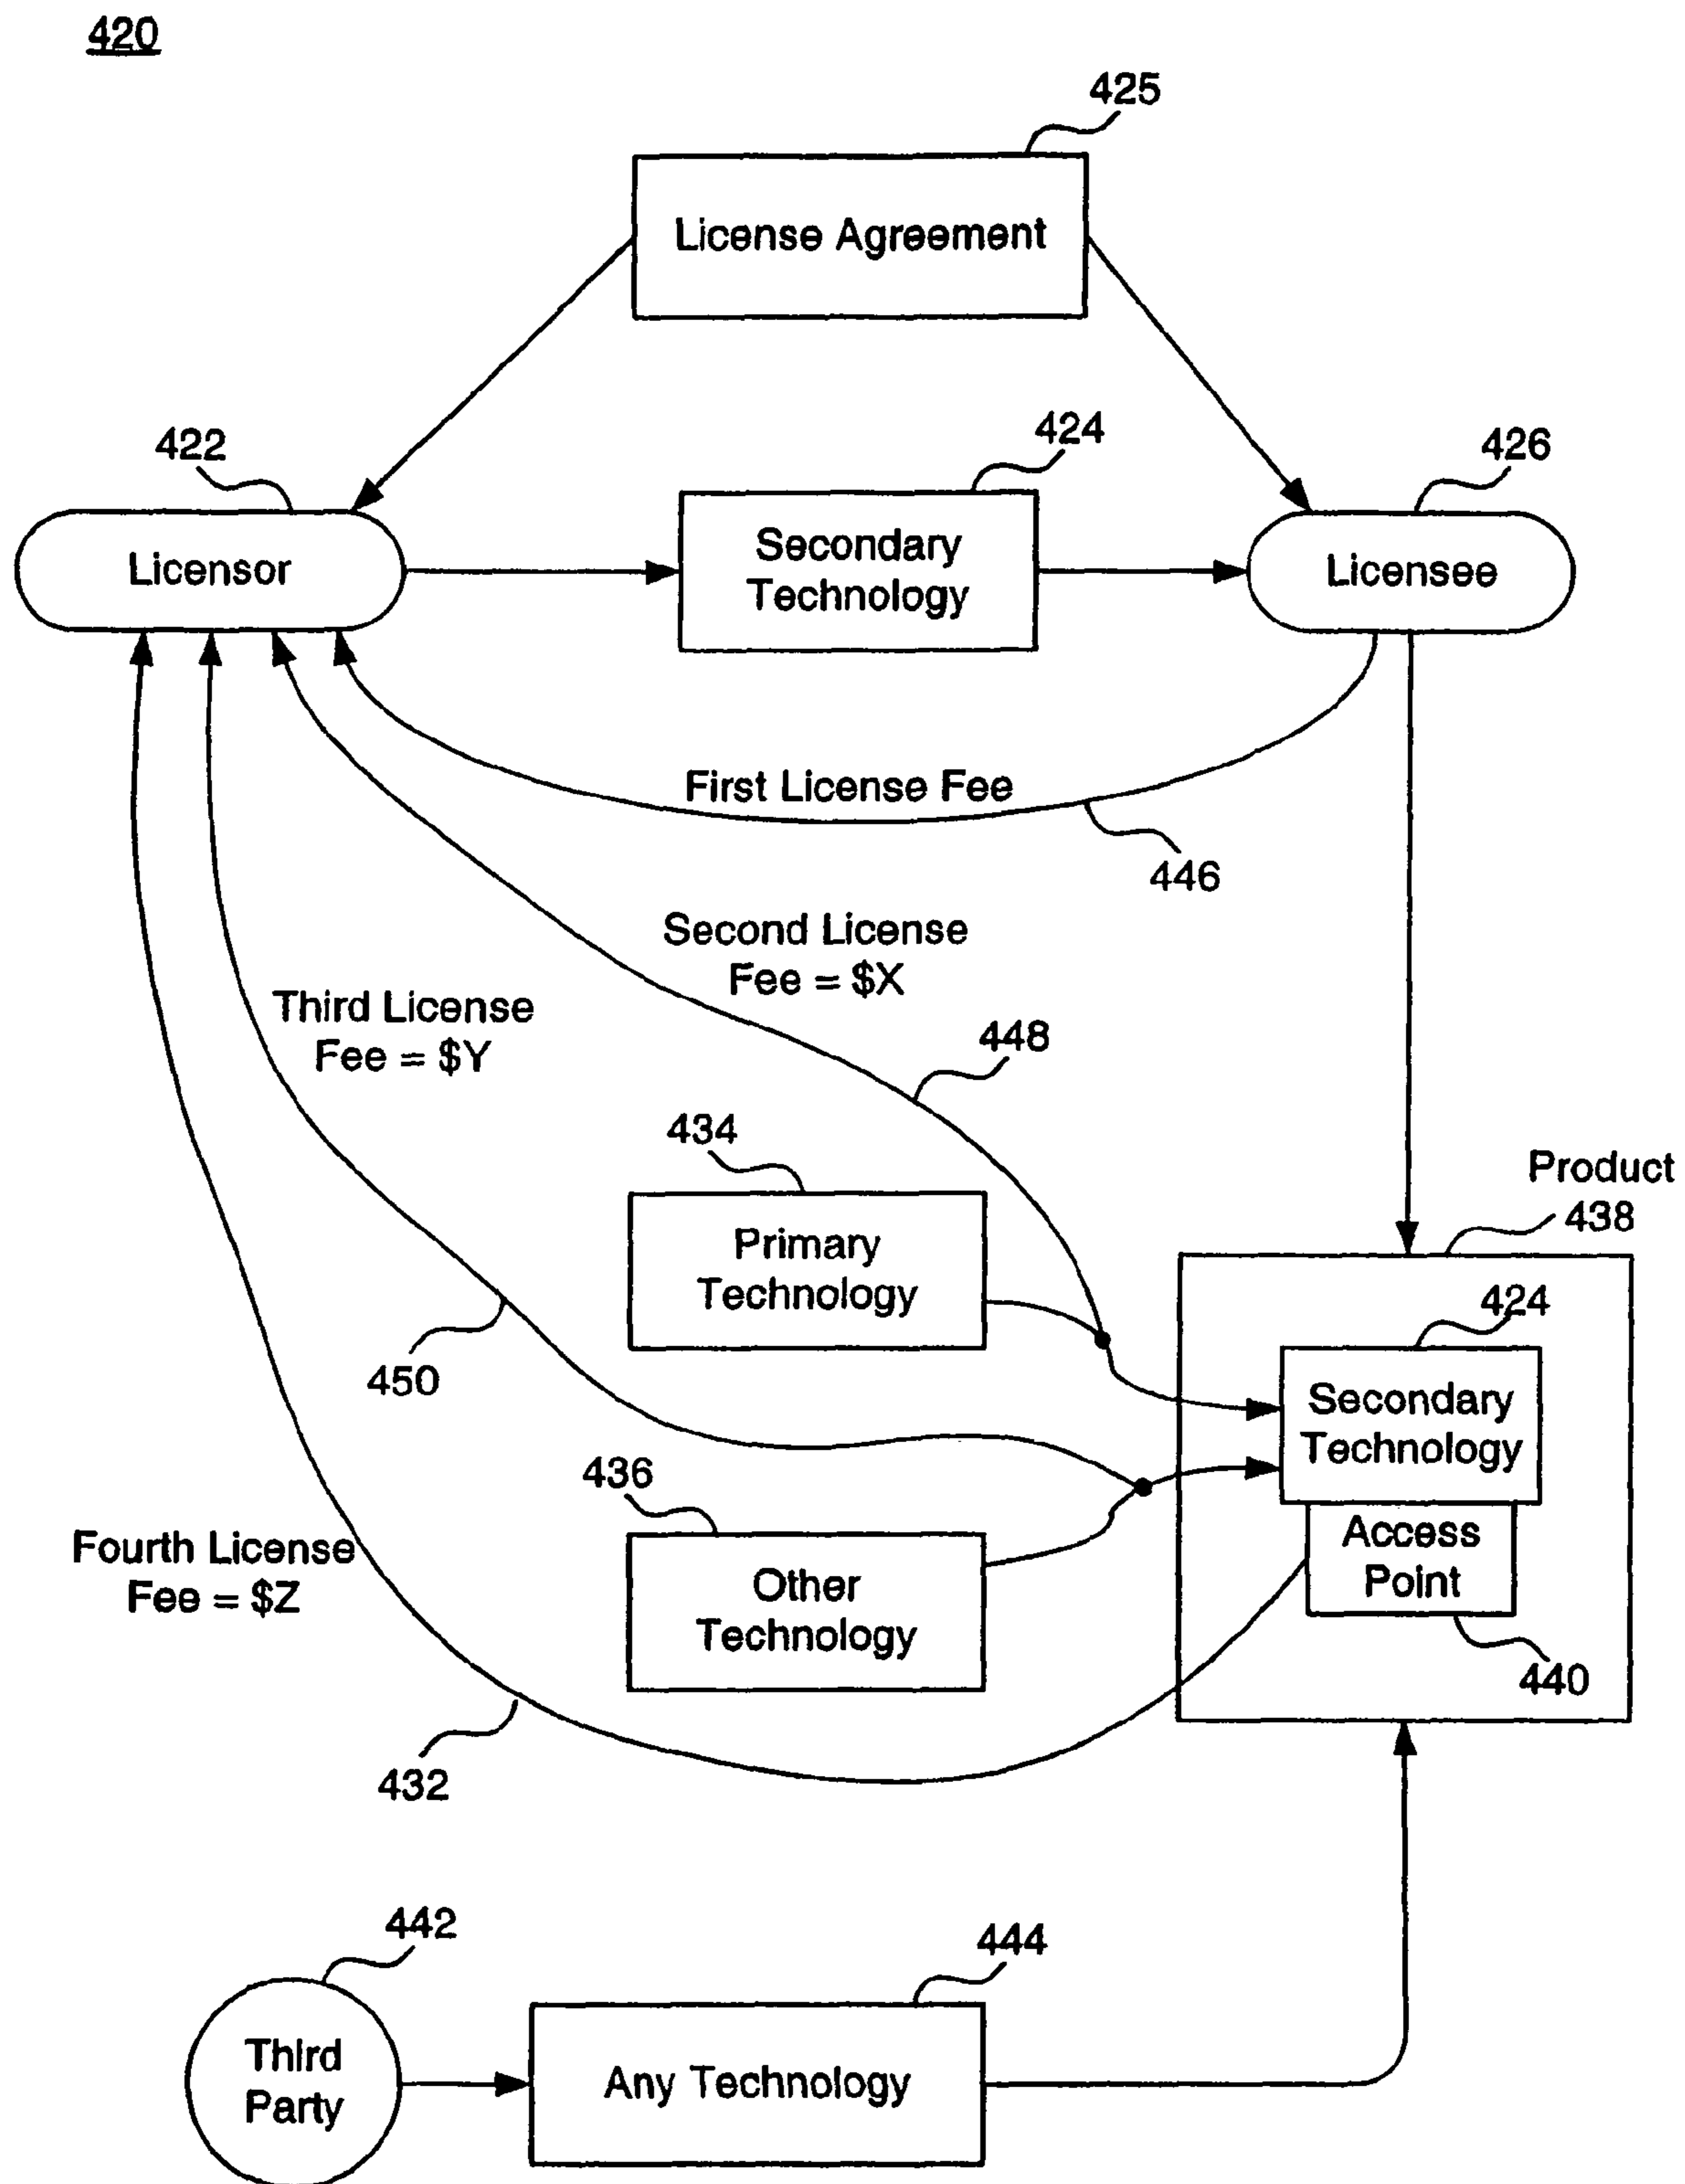 420
425
License Agreement
422
424
426
Licensor
Secondary
Technology
Licensee
First License Fee
446
Second License
Fee = $X
Third License
Fee = $Y
448
434
Primary
Technology
Product
438
450
424
Secondary
Technology
436
Other
Technology
Access
Point
440
Fourth License
Fee = $Z
432
442
444
Third
Party
Any Technology